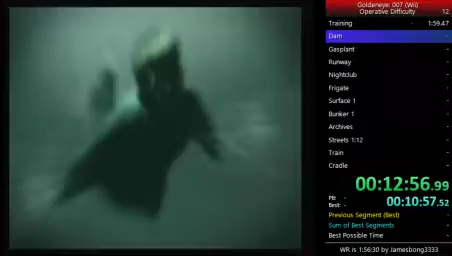 Goldeneye: 007 (Wii)
Operative Difficulty 12
Training - 1:59.47
Dam -
Gasplant -
Runway -
Nightclub -
Frigate -
Surface 1 -
Bunker 1 -
Archives -
Streets 1:12 -
Train -
Cradle -
00:12:56.99
PB: -
Best: - 00:10:57.52
Previous Segment (Best) -
Sum of Best Segments -
Best Possible Time -
WR is 1:56:30 by Jamesbong3333